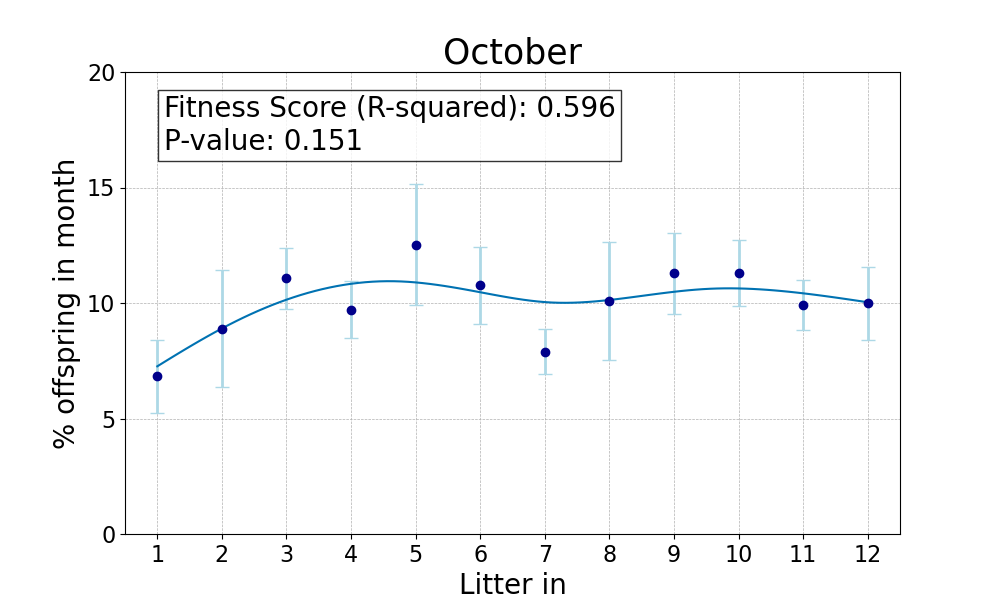 October
Fitness Score (R-squared): 0.596
P-value: 0.151
% offspring in month
20
15
10
5
0
1 2 3 4 5 6 7 8 9 10 11 12
Litter in